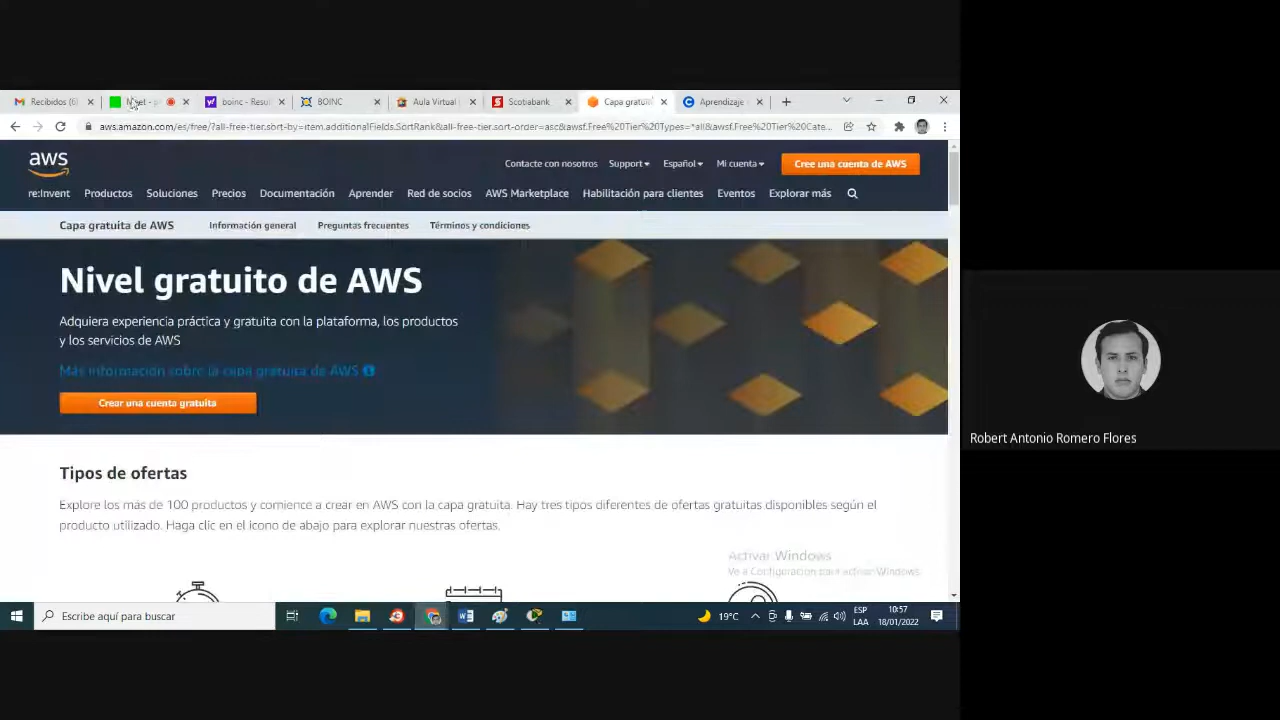 Recibidos (6)
boinc - Resul
BOINC
Aula Virtual
Scotiabank
Capa gratuit
Aprendizaje
aws.amazon.com/es/free/?all-free-tier.sort-by=item.additionalFields.SortRank&all-free-tier.sort-order=asc&awsf.Free%20Tier%20Types=*all&awsf.Free%20Tier%20Cate...
aws
Contacte con nosotros
Support
Español
Mi cuenta
Cree una cuenta de AWS
re:Invent
Productos
Soluciones
Precios
Documentación
Aprender
Red de socios
AWS Marketplace
Habilitación para clientes
Eventos
Explorar más
Capa gratuita de AWS
Información general
Preguntas frecuentes
Términos y condiciones
Nivel gratuito de AWS
Adquiera experiencia práctica y gratuita con la plataforma, los productos
y los servicios de AWS
Más información sobre la capa gratuita de AWS
Crear una cuenta gratuita
Robert Antonio Romero Flores
Tipos de ofertas
Explore los más de 100 productos y comience a crear en AWS con la capa gratuita. Hay tres tipos diferentes de ofertas gratuitas disponibles según el
producto utilizado. Haga clic en el icono de abajo para explorar nuestras ofertas.
Activar Windows
Ve a Configuración para activar Windows.
Escribe aquí para buscar
19°C
ESP
LAA
10:57
18/01/2022